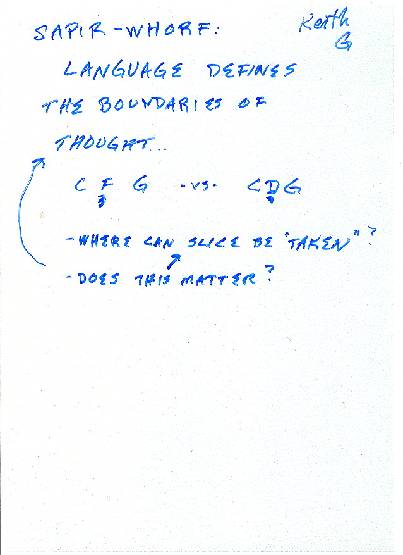 Keith
G
SAPIR-WHORF:
LANGUAGE DEFINES
THE BOUNDARIES OF
THOUGHT...
C F G -VS- CDG
-WHERE CAN SLICE BE "TAKEN"?
-DOES THIS MATTER?